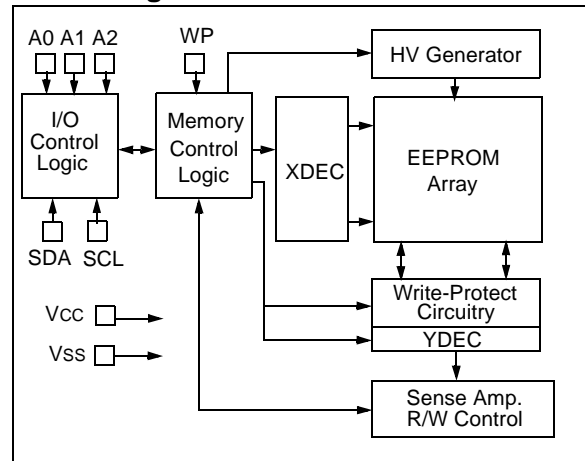 A0 A1 A2
WP
HV Generator
I/O
Control
Logic
Memory
Control
Logic
XDEC
EEPROM
Array
SDA
SCL
Write-Protect
Circuitry
YDEC
VCC
VSS
Sense Amp.
R/W Control